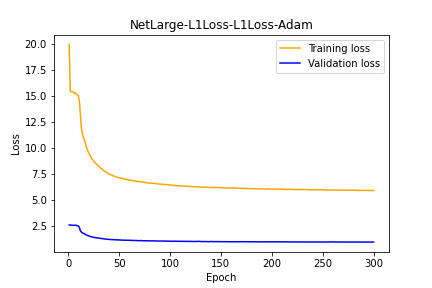 NetLarge-L1Loss-L1Loss-Adam
Training loss
Validation loss
20.0
17.5
15.0
12.5
10.0
7.5
5.0
2.5
Loss
0 50 100 150 200 250 300
Epoch